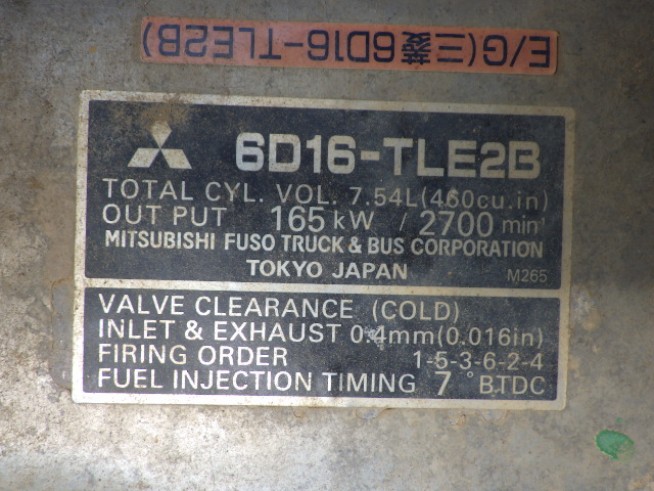 E/G(三菱6D16-TLE2B)
6D16-TLE2B
TOTAL CYL. VOL. 7.54L(460cu.in)
OUT PUT 165 kW / 2700 min⁻¹
MITSUBISHI FUSO TRUCK & BUS CORPORATION
TOKYO JAPAN M265
VALVE CLEARANCE (COLD)
INLET & EXHAUST 0.4mm(0.016in)
FIRING ORDER 1-5-3-6-2-4
FUEL INJECTION TIMING 7° BTDC